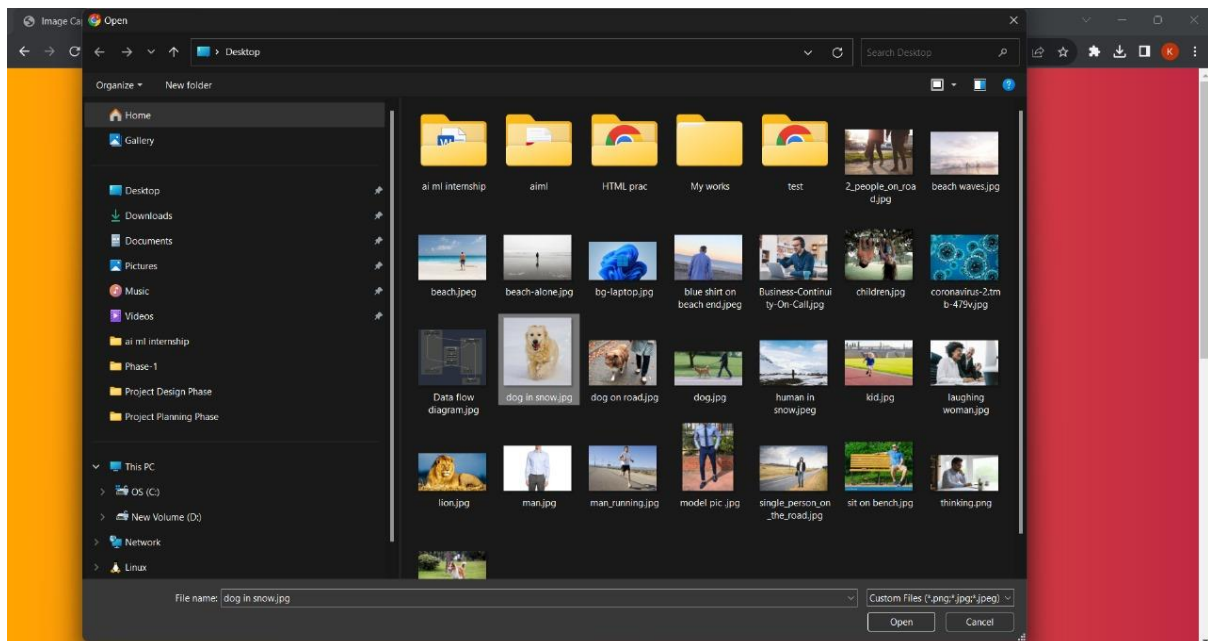 Image Ca
Open
Desktop
Search Desktop
K
Organize
New folder
Home
Gallery
Desktop
Downloads
Documents
Pictures
Music
Videos
ai ml internship
Phase-1
Project Design Phase
Project Planning Phase
This PC
OS (C:)
New Volume (D:)
Network
Linux
ai ml internship
aiml
HTML prac
My works
test
2_people_on_roa
d.jpg
beach waves.jpg
beach.jpeg
beach-alone.jpg
bg-laptop.jpg
blue shirt on
beach end.jpeg
Business-Continui
ty-On-Call.jpg
children.jpg
coronavirus-2.tm
b-479v.jpg
Data flow
diagram.jpg
dog in snow.jpg
dog on road.jpg
dog.jpg
human in
snow.jpeg
kid.jpg
laughing
woman.jpg
lion.jpg
man.jpg
man_running.jpg
model pic .jpg
single_person_on
_the_road.jpg
sit on bench.jpg
thinking.png
File name: dog in snow.jpg
Custom Files (*.png;*.jpg;*.jpeg)
Open
Cancel